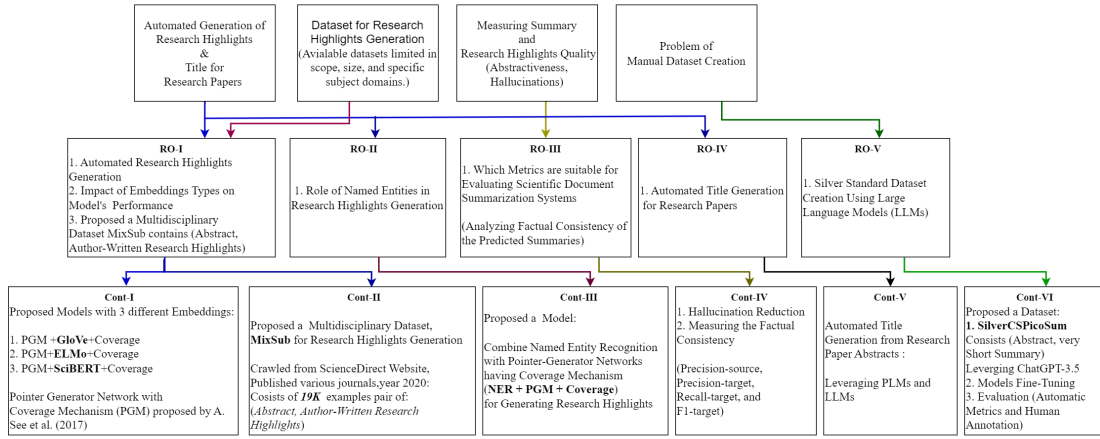 Automated Generation of
Research Highlights
&
Title for
Research Papers
Dataset for Research
Highlights Generation
(Avialable datasets limited in
scope, size, and specific
subject domains.)
Measuring Summary
and
Research Highlights Quality
(Abstractiveness,
Hallucinations)
Problem of
Manual Dataset Creation
RO-I
1. Automated Research Highlights
Generation
2. Impact of Embeddings Types on
Model's Performance
3. Proposed a Multidisciplinary
Dataset MixSub contains (Abstract,
Author-Written Research Highlights)
RO-II
1. Role of Named Entities in
Research Highlights Generation
RO-III
1. Which Metrics are suitable for
Evaluating Scientific Document
Summarization Systems
(Analyzing Factual Consistency of
the Predicted Summaries)
RO-IV
1. Automated Title Generation
for Research Papers
RO-V
1. Silver Standard Dataset
Creation Using Large
Language Models (LLMs)
Cont-I
Proposed Models with 3 different Embeddings:
1. PGM +GloVe+Coverage
2. PGM+ELMo+Coverage
3. PGM+SciBERT+Coverage
Pointer Generator Network with
Coverage Mechanism (PGM) proposed by A.
See et al. (2017)
Cont-II
Proposed a Multidisciplinary Dataset,
MixSub for Research Highlights Generation
Crawled from ScienceDirect Website,
Published various journals,year 2020:
Cosists of 19K examples pair of:
(Abstract, Author-Written Research
Highlights)
Cont-III
Proposed a Model:
Combine Named Entity Recognition
with Pointer-Generator Networks
having Coverage Mechanism
(NER + PGM + Coverage)
for Generating Research Highlights
Cont-IV
1. Hallucination Reduction
2. Measuring the Factual
Consistency
(Precision-source,
Precision-target,
Recall-target, and
F1-target)
Cont-V
Automated Title
Generation from Research
Paper Abstracts :
Leveraging PLMs and
LLMs
Cont-VI
Proposed a Dataset:
1. SilverCSPicoSum
Consists (Abstract, very
Short Summary)
Leverging ChatGPT-3.5
2. Models Fine-Tuning
3. Evaluation (Automatic
Metrics and Human
Annotation)